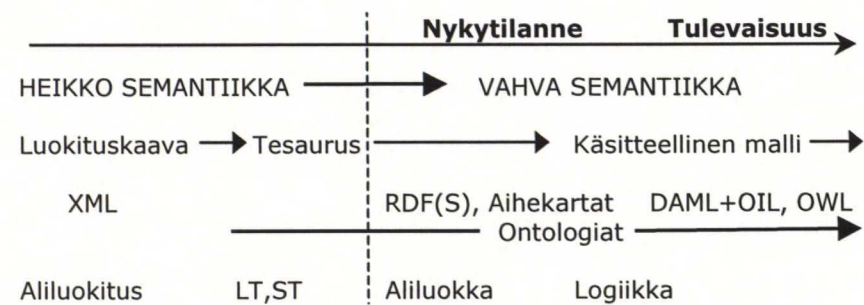 Nykytilanne Tulevaisuus
HEIKKO SEMANTIIKKA VAHVA SEMANTIIKKA
Luokituskaava Tesaurus Käsitteellinen malli
XML RDF(S), Aihekartat DAML+OIL, OWL
Ontologiat
Aliluokitus LT,ST Aliluokka Logiikka